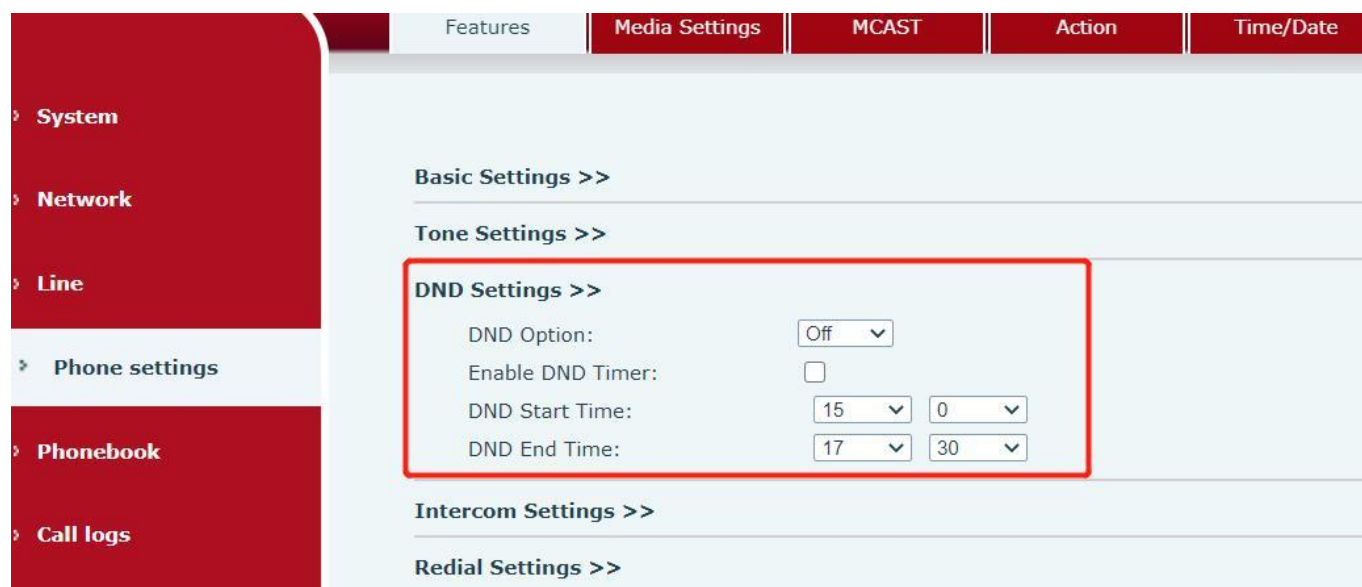 Features Media Settings MCAST Action Time/Date
System
Network
Line
Phone settings
Phonebook
Call logs
Basic Settings >>
Tone Settings >>
DND Settings >>
DND Option: Off
Enable DND Timer:
DND Start Time: 15 0
DND End Time: 17 30
Intercom Settings >>
Redial Settings >>